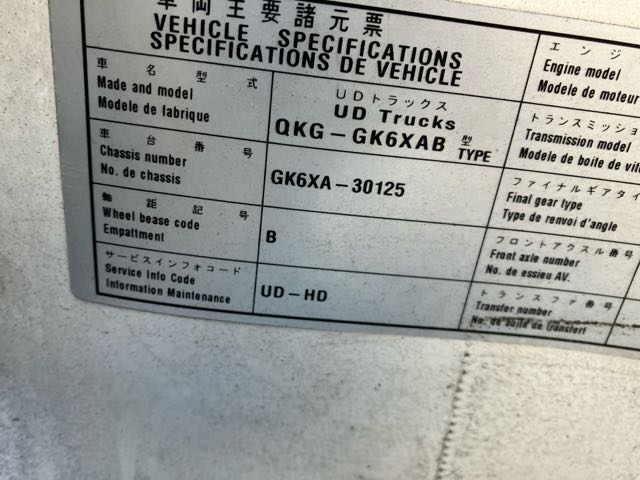 車両主要諸元票
VEHICLE SPECIFICATIONS
SPECIFICATIONS DE VEHICLE
車名型式
Made and model
Modele de fabrique
UDトラックス
UD Trucks
QKG-GK6XAB 型 TYPE
車台番号
Chassis number
No. de chassis
GK6XA-30125
軸距記号
Wheel bease code
Empattment
B
サービスインフォコード
Service Info Code
Information Maintenance
UD-HD
エンジ
Engine model
Modele de moteur
トランスミッショ
Transmission model
Modele de boite de vit
ファイナルギアタイ
Final gear type
Type de renvoi d'angle
フロントアクスル番号
Front axle number
No. de essieu AV.
トランスファ番号
Transfer number
No. de boite du transfert